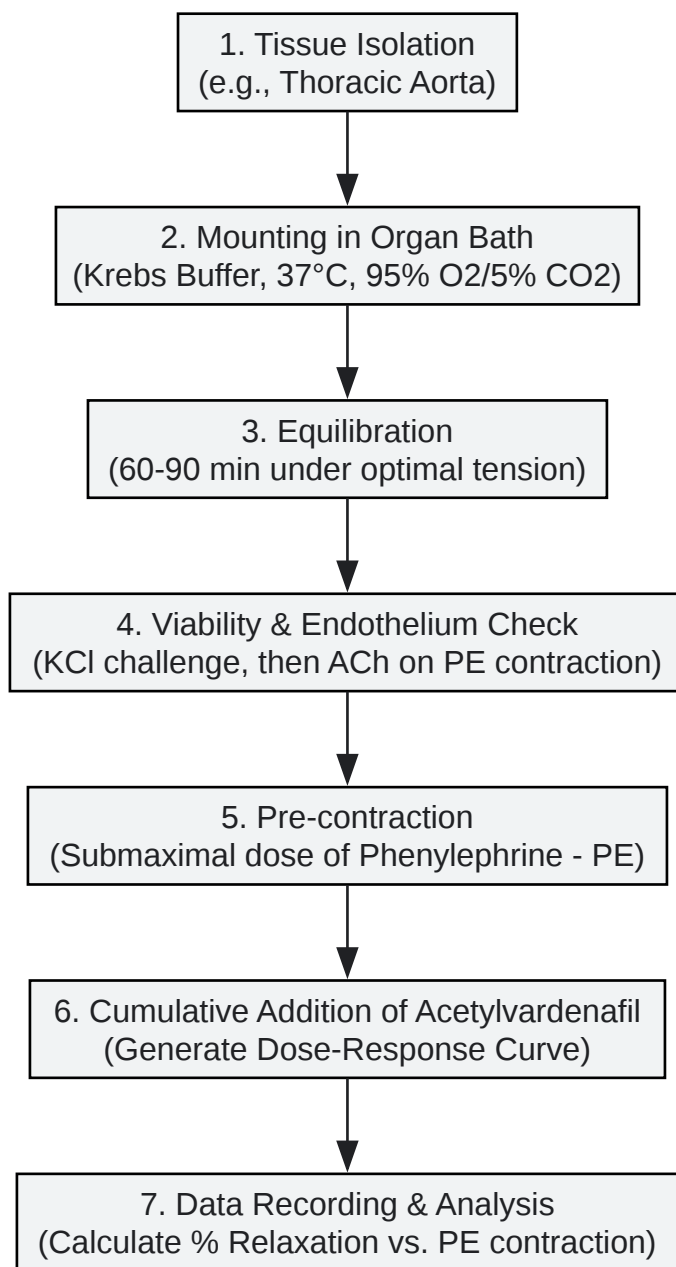 1. Tissue Isolation
(e.g., Thoracic Aorta)
2. Mounting in Organ Bath
(Krebs Buffer, 37°C, 95% O2/5% CO2)
3. Equilibration
(60-90 min under optimal tension)
4. Viability & Endothelium Check
(KCl challenge, then ACh on PE contraction)
5. Pre-contraction
(Submaximal dose of Phenylephrine - PE)
6. Cumulative Addition of Acetylvardenafil
(Generate Dose-Response Curve)
7. Data Recording & Analysis
(Calculate % Relaxation vs. PE contraction)